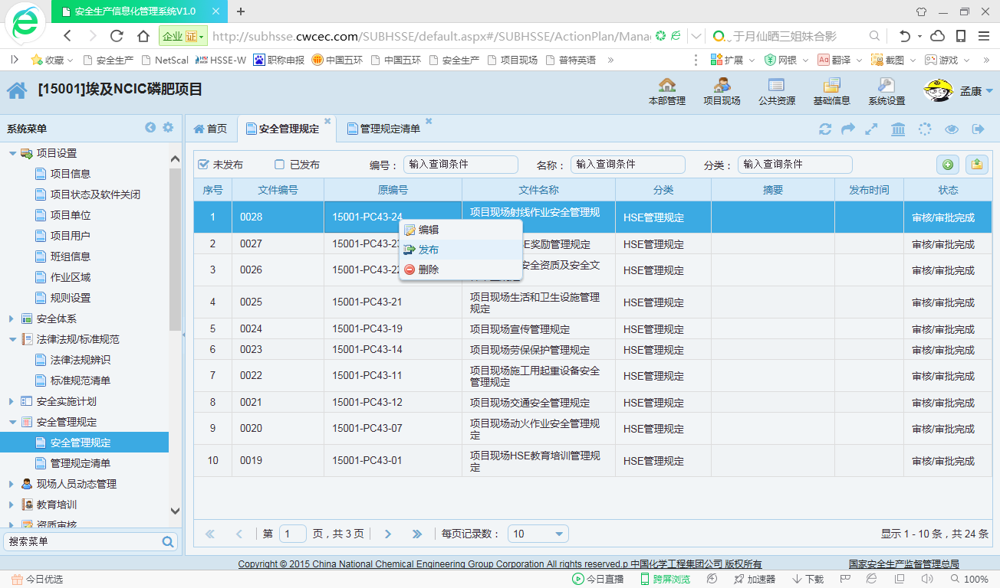 安全生产信息化管理系统V1.0
企业 证
http://subhsse.cwcec.com/SUBHSSE/default.aspx#/SUBHSSE/ActionPlan/Mana
于月仙晒三姐妹合影
收藏 安全生产 NetScal HSSE-W 职称申报 中国五环 中国五环 安全生产 项目现场 普特英语 » 扩展 网银 Aa 翻译 截图 游戏 »
[15001]埃及NCIC磷肥项目
本部管理 项目现场 公共资源 基础信息 系统设置 孟康
系统菜单
首页 安全管理规定 管理规定清单
项目设置
项目信息
项目状态及软件关闭
项目单位
项目用户
班组信息
作业区域
规则设置
安全体系
法律法规/标准规范
法律法规辨识
标准规范清单
安全实施计划
安全管理规定
安全管理规定
管理规定清单
现场人员动态管理
教育培训
资质审核
搜索菜单
未发布 已发布 编号： 输入查询条件 名称： 输入查询条件 分类： 输入查询条件
序号 文件编号 原编号 文件名称 分类 摘要 发布时间 状态
1 0028 15001-PC43-24 项目现场射线作业安全管理规 HSE管理规定 审核/审批完成
2 0027 15001-PC43-23 E奖励管理规定 HSE管理规定 审核/审批完成
3 0026 15001-PC43-22 安全资质及安全文 HSE管理规定 审核/审批完成
编辑
发布
删除
4 0025 15001-PC43-21 项目现场生活和卫生设施管理
规定 HSE管理规定 审核/审批完成
5 0024 15001-PC43-19 项目现场宣传管理规定 HSE管理规定 审核/审批完成
6 0023 15001-PC43-14 项目现场劳保保护管理规定 HSE管理规定 审核/审批完成
7 0022 15001-PC43-11 项目现场施工用起重设备安全
管理规定 HSE管理规定 审核/审批完成
8 0021 15001-PC43-12 项目现场交通安全管理规定 HSE管理规定 审核/审批完成
9 0020 15001-PC43-07 项目现场动火作业安全管理规
定 HSE管理规定 审核/审批完成
10 0019 15001-PC43-01 项目现场HSE教育培训管理规
定 HSE管理规定 审核/审批完成
第 1 页，共 3 页 每页记录数： 10 显示 1 - 10 条，共 24 条
Copyright © 2015 China National Chemical Engineering Group Corporation All rights reserved.p 中国化学工程集团公司 版权所有 国家安全生产监督管理总局
今日优选 今日直播 跨屏浏览 加速器 下载 100%